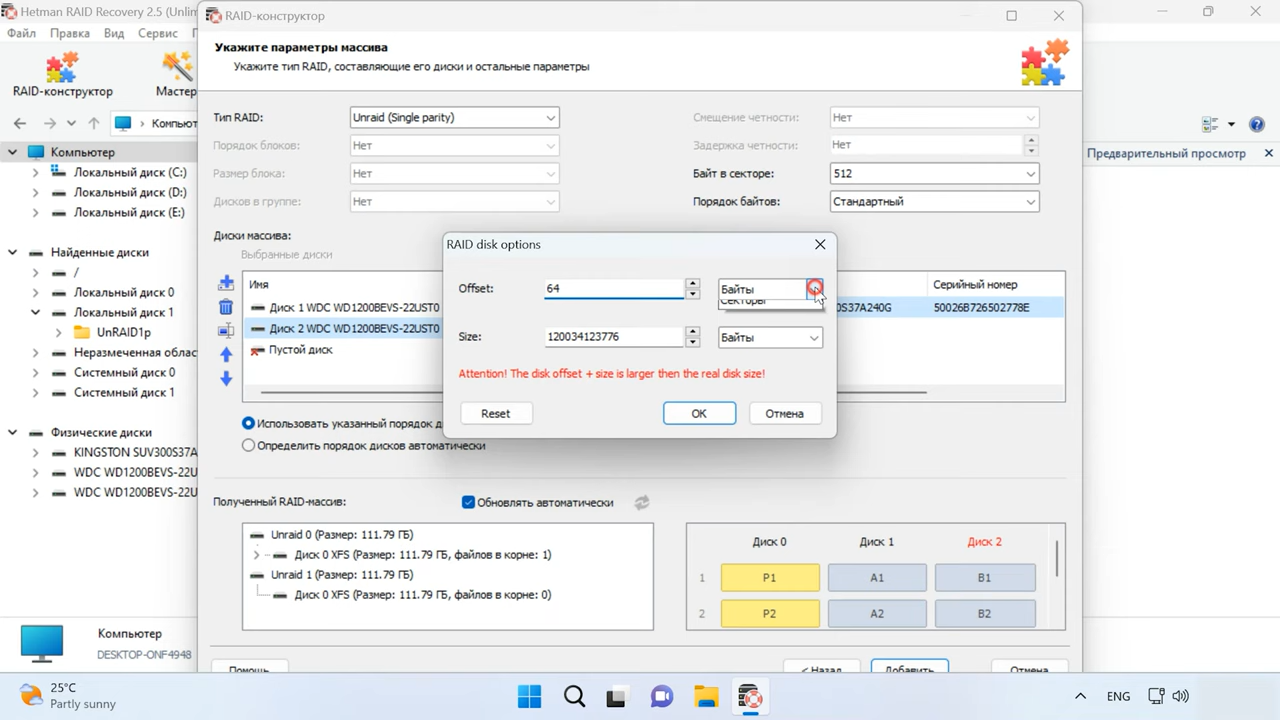 Hetman RAID Recovery 2.5 (Unlin
Файл Правка Вид Сервис
RAID-конструктор
Мастер
Компьют
Компьютер
Локальный диск (C:)
Локальный диск (D:)
Локальный диск (E:)
Найденные диски
/
Локальный диск 0
Локальный диск 1
UnRAID1p
Неразмеченная облас
Системный диск 0
Системный диск 1
Физические диски
KINGSTON SUV300S37A
WDC WD1200BEVS-22U
WDC WD1200BEVS-22U
Компьютер
DESKTOP-ONF4948
Предварительный просмотр
RAID-конструктор
Укажите параметры массива
Укажите тип RAID, составляющие его диски и остальные параметры
Тип RAID: Unraid (Single parity)
Порядок блоков: Нет
Размер блока: Нет
Дисков в группе: Нет
Смещение четности: Нет
Задержка четности: Нет
Байт в секторе: 512
Порядок байтов: Стандартный
Диски массива:
Выбранные диски
Имя Серийный номер
Диск 1 WDC WD1200BEVS-22UST0 0S37A240G 50026B726502778E
Диск 2 WDC WD1200BEVS-22UST0
Пустой диск
Использовать указанный порядок д
Определить порядок дисков автоматически
RAID disk options
Offset: 64 Байты
Секторы
Size: 120034123776 Байты
Attention! The disk offset + size is larger then the real disk size!
Reset OK Отмена
Полученный RAID-массив: Обновлять автоматически
Unraid 0 (Размер: 111.79 ГБ)
Диск 0 XFS (Размер: 111.79 ГБ, файлов в корне: 1)
Unraid 1 (Размер: 111.79 ГБ)
Диск 0 XFS (Размер: 111.79 ГБ, файлов в корне: 0)
Диск 0 Диск 1 Диск 2
1 P1 A1 B1
2 P2 A2 B2
Помощь < Назад Добавить Отмена
25°C
Partly sunny
ENG